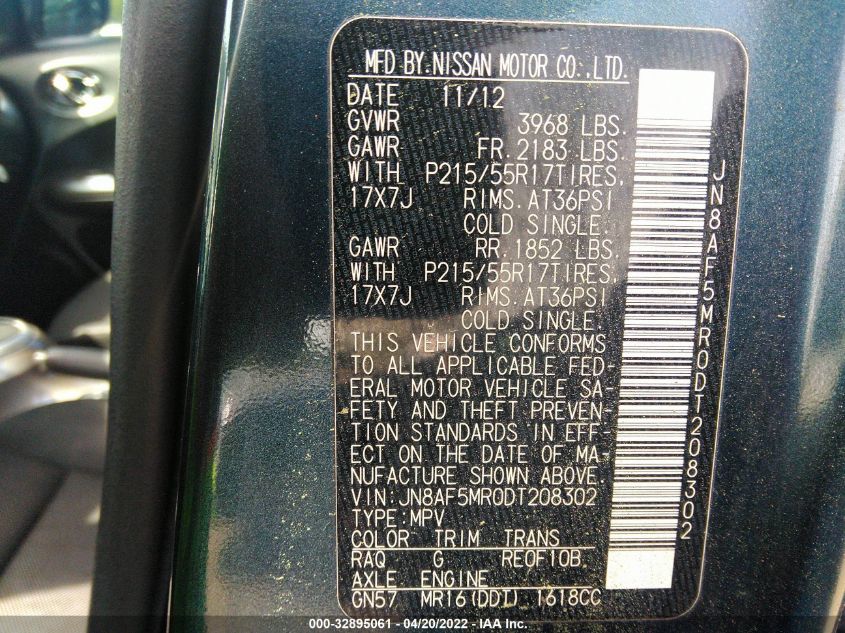 MFD BY NISSAN MOTOR CO.,LTD.
DATE 11/12
GVWR 3968 LBS.
GAWR FR. 2183 LBS.
WITH P215/55R17TIRES,
17X7J RIMS. AT36PSI
COLD SINGLE.
GAWR RR. 1852 LBS.
WITH P215/55R17TIRES,
17X7J RIMS. AT36PSI
COLD SINGLE.
THIS VEHICLE CONFORMS
TO ALL APPLICABLE FED-
ERAL MOTOR VEHICLE SA-
FETY AND THEFT PREVEN-
TION STANDARDS IN EFF
ECT ON THE DATE OF MA-
NUFACTURE SHOWN ABOVE.
VIN:JN8AF5MR0DT208302
TYPE:MPV
COLOR TRIM TRANS
RAQ G RE0F10B
AXLE ENGINE
GN57 MR16(DDT) 1618CC
JN8AF5MR0DT208302
000-32895061 - 04/20/2022 - IAA Inc.